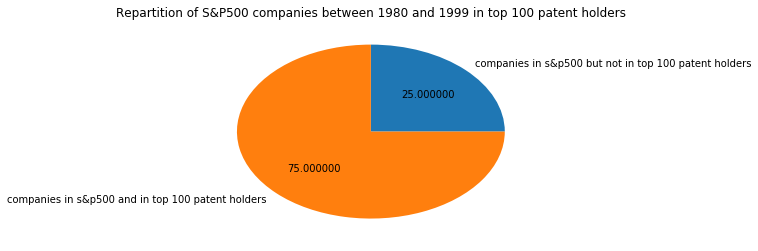 Repartition of S&P500 companies between 1980 and 1999 in top 100 patent holders
companies in s&p500 but not in top 100 patent holders
25.000000
75.000000
companies in s&p500 and in top 100 patent holders